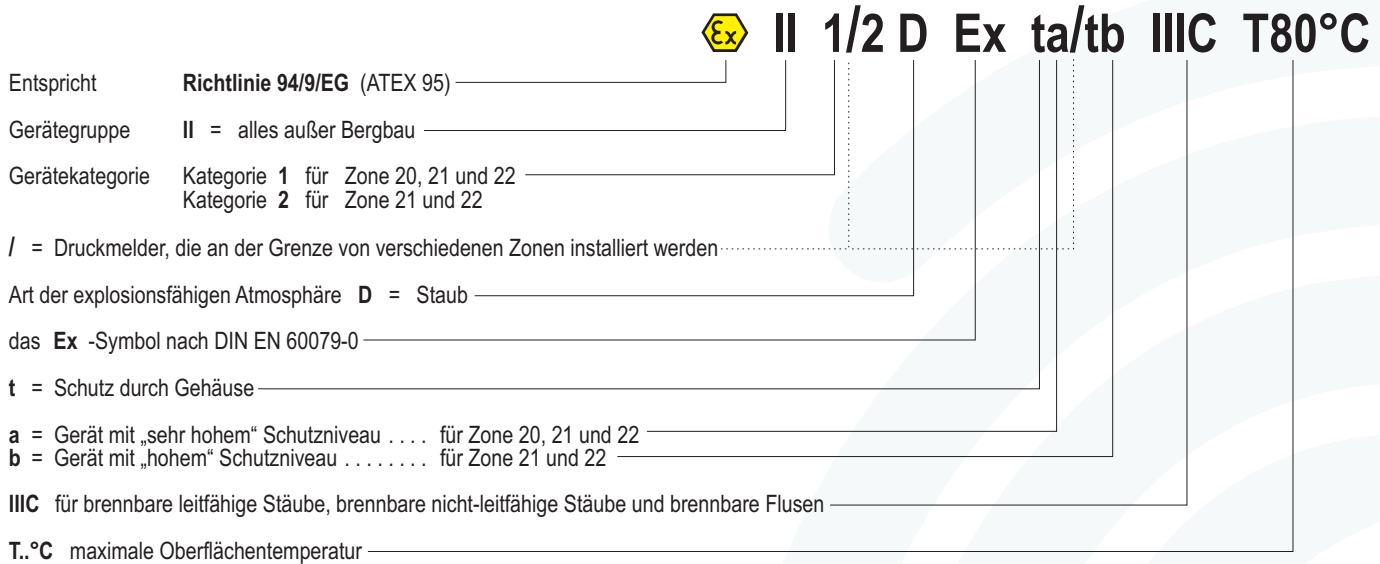 Ex II 1/2 D Ex ta/tb IIIC T80°C
Entspricht Richtlinie 94/9/EG (ATEX 95)
Gerätegruppe II = alles außer Bergbau
Gerätekategorie Kategorie 1 für Zone 20, 21 und 22
Kategorie 2 für Zone 21 und 22
/ = Druckmelder, die an der Grenze von verschiedenen Zonen installiert werden
Art der explosionsfähigen Atmosphäre D = Staub
das Ex -Symbol nach DIN EN 60079-0
t = Schutz durch Gehäuse
a = Gerät mit „sehr hohem“ Schutzniveau . . . . für Zone 20, 21 und 22
b = Gerät mit „hohem“ Schutzniveau . . . . . . . . für Zone 21 und 22
IIIC für brennbare leitfähige Stäube, brennbare nicht-leitfähige Stäube und brennbare Flusen
T..°C maximale Oberflächentemperatur